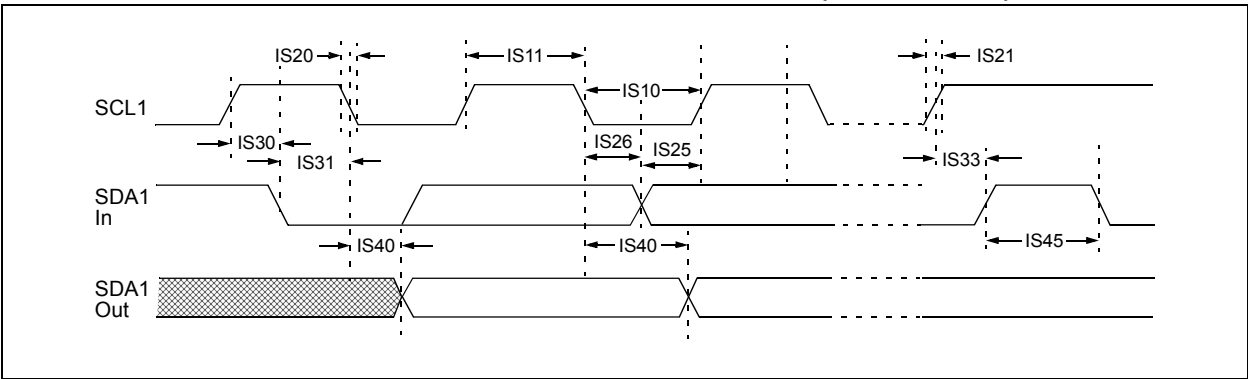 IS20
IS11
IS21
IS10
SCL1
IS30
IS26
IS31
IS25
IS33
SDA1
In
IS40
IS40
IS45
SDA1
Out